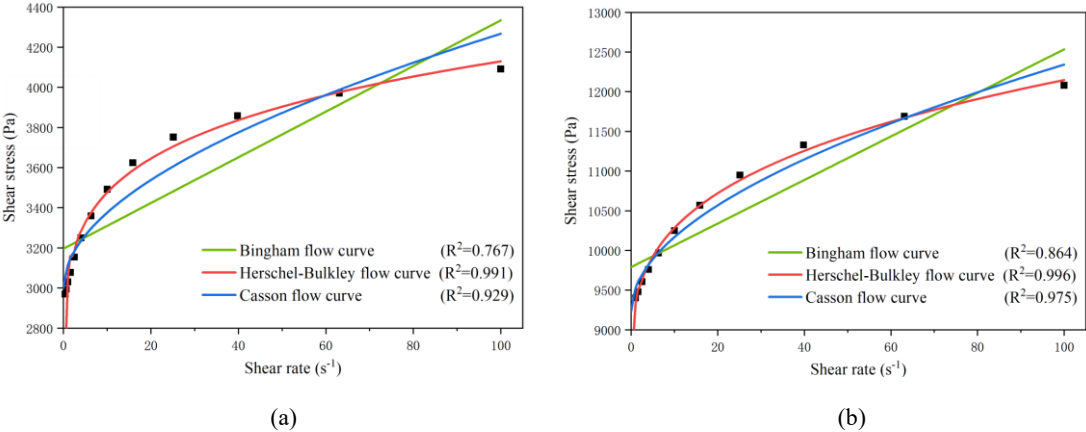 4400
4200
4000
3800
3600
3400
3200
3000
2800
Shear stress (Pa)
Bingham flow curve (R²=0.767)
Herschel-Bulkley flow curve (R²=0.991)
Casson flow curve (R²=0.929)
0 20 40 60 80 100
Shear rate (s⁻¹)
(a)
13000
12500
12000
11500
11000
10500
10000
9500
9000
Shear stress (Pa)
Bingham flow curve (R²=0.864)
Herschel-Bulkley flow curve (R²=0.996)
Casson flow curve (R²=0.975)
0 20 40 60 80 100
Shear rate (s⁻¹)
(b)